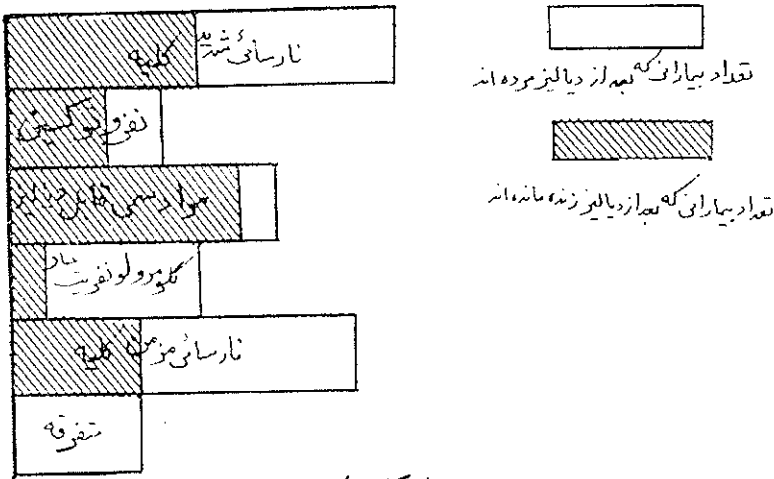 نارسائی شدید کلیه
نفروتوکسین
مواد سمی قابل دیالیز
گلومرولونفریت حاد
نارسائی مزمن کلیه
متفرقه
تعداد بیمارانی که بعد از دیالیز مرده اند
تعداد بیمارانی که بعد از دیالیز زنده مانده اند